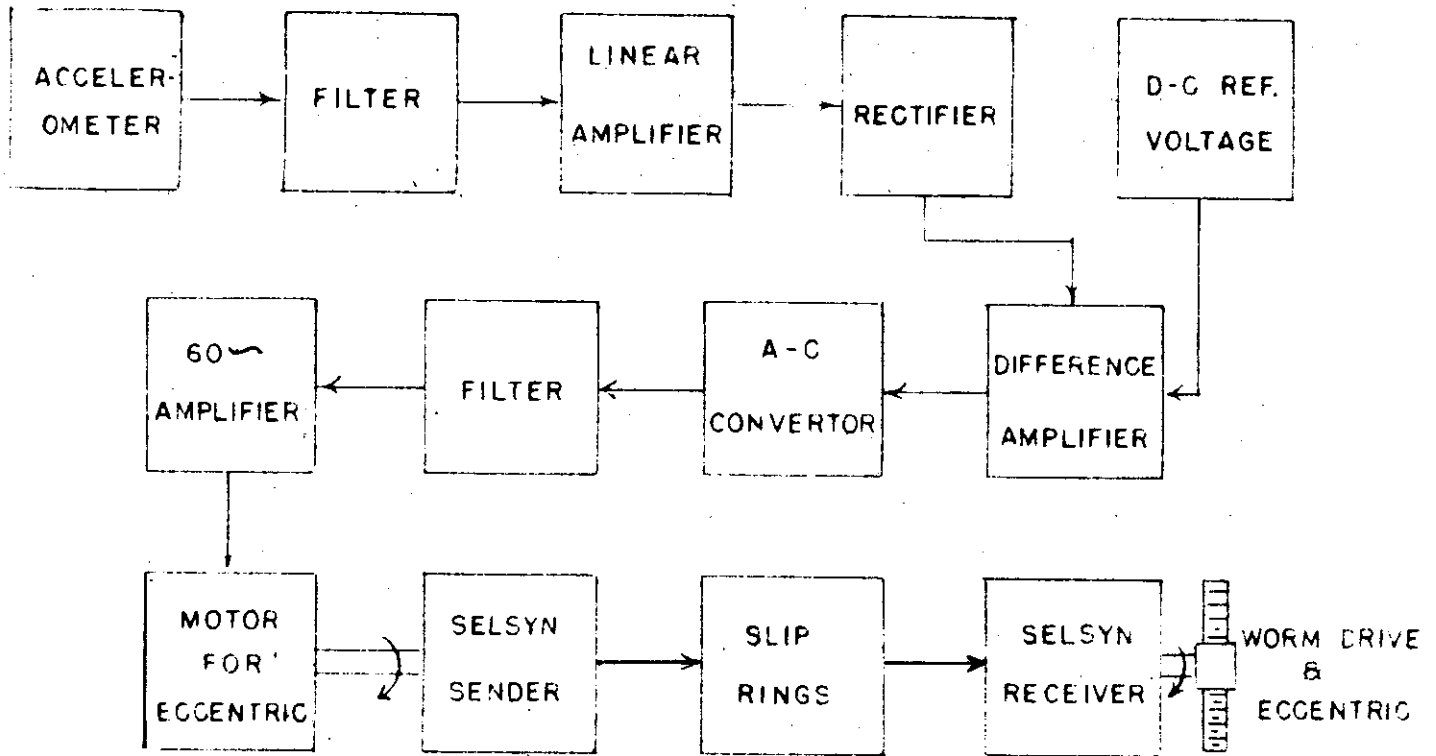 ACCELER-
OMETER
FILTER
LINEAR
AMPLIFIER
RECTIFIER
D-C REF.
VOLTAGE
60~
AMPLIFIER
FILTER
A-C
CONVERTOR
DIFFERENCE
AMPLIFIER
MOTOR
FOR
ECCENTRIC
SELSYN
SENDER
SLIP
RINGS
SELSYN
RECEIVER
WORM DRIVE
&
ECCENTRIC